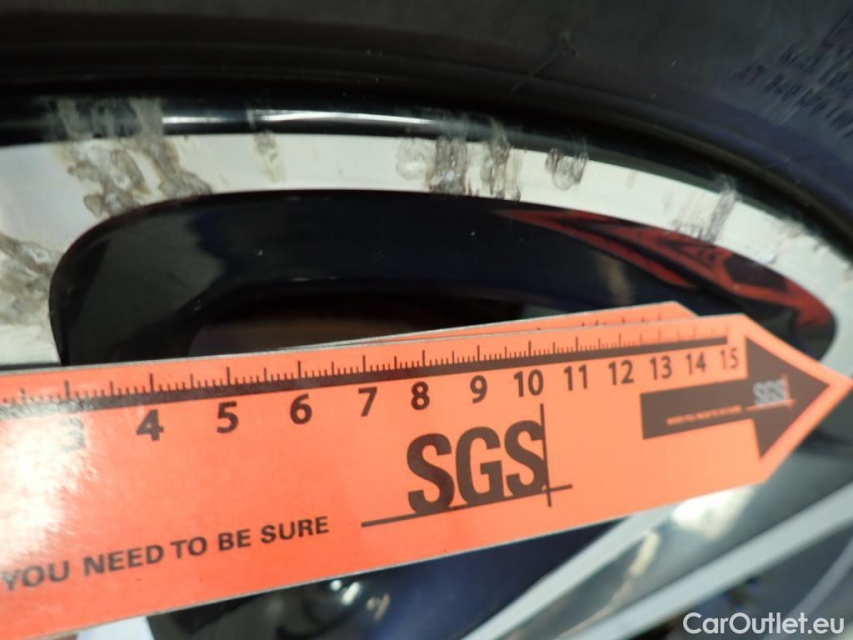 3 4 5 6 7 8 9 10 11 12 13 14 15
SGS
SGS
YOU NEED TO BE SURE
CarOutlet.eu